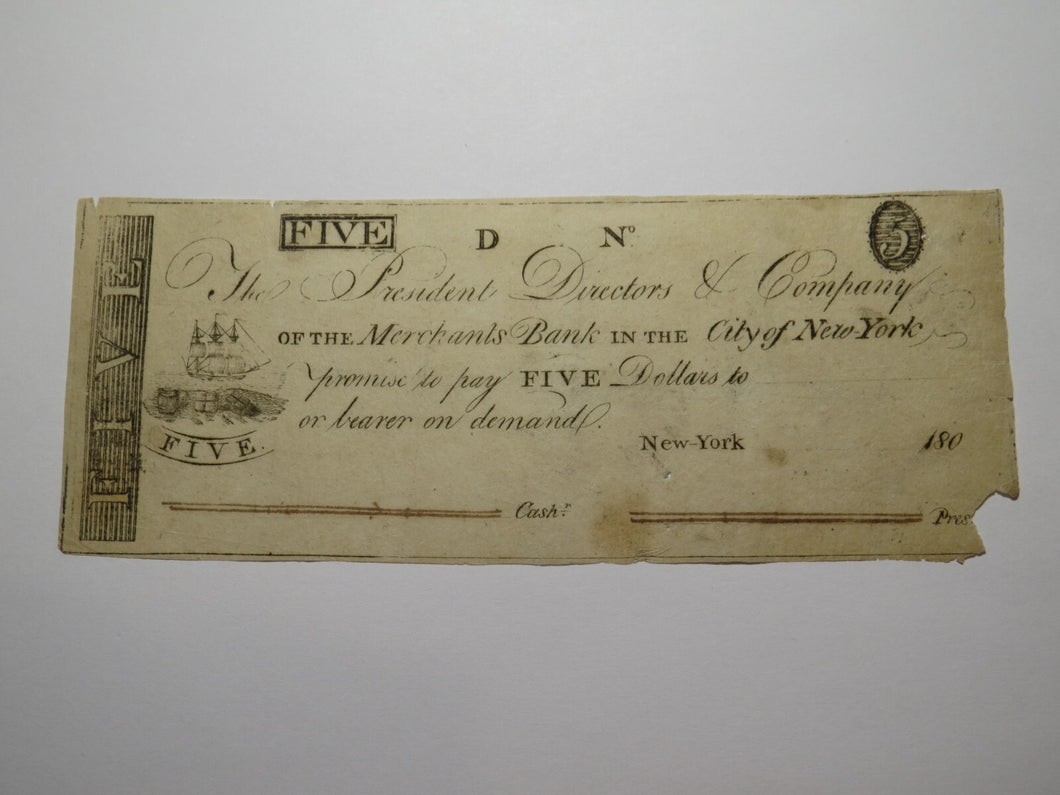 FIVE
FIVE D Nº. 5
The President Directors & Company
OF THE Merchants Bank IN THE City of New-York
promise to pay FIVE Dollars to
or bearer on demand.
FIVE.
New-York 180
Cashr. Pres